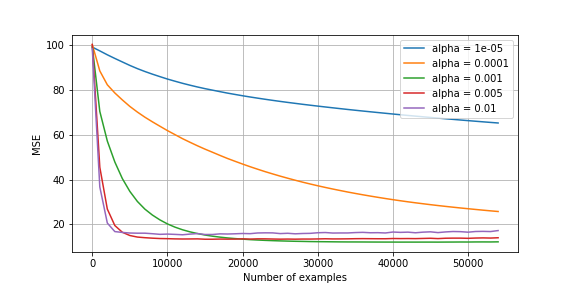 100
80
60
40
20
MSE
alpha = 1e-05
alpha = 0.0001
alpha = 0.001
alpha = 0.005
alpha = 0.01
0 10000 20000 30000 40000 50000
Number of examples